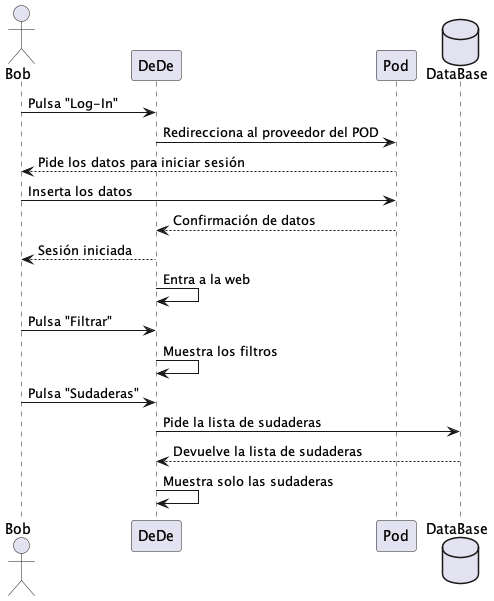 Bob
DeDe
Pod
DataBase
Pulsa "Log-In"
Redirecciona al proveedor del POD
Pide los datos para iniciar sesión
Inserta los datos
Confirmación de datos
Sesión iniciada
Entra a la web
Pulsa "Filtrar"
Muestra los filtros
Pulsa "Sudaderas"
Pide la lista de sudaderas
Devuelve la lista de sudaderas
Muestra solo las sudaderas
Bob
DeDe
Pod
DataBase